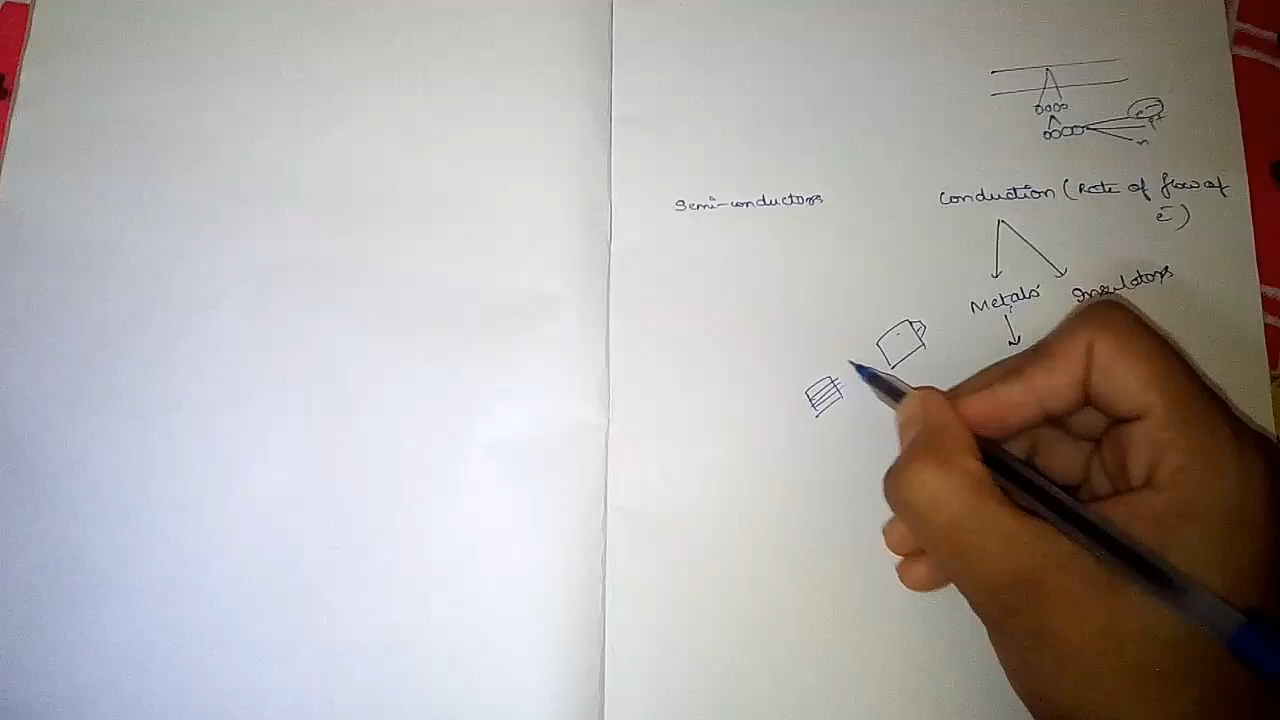 e-
p+
n
Semi-conductors
Conduction (Rate of flow of
e-)
Metals Insulators